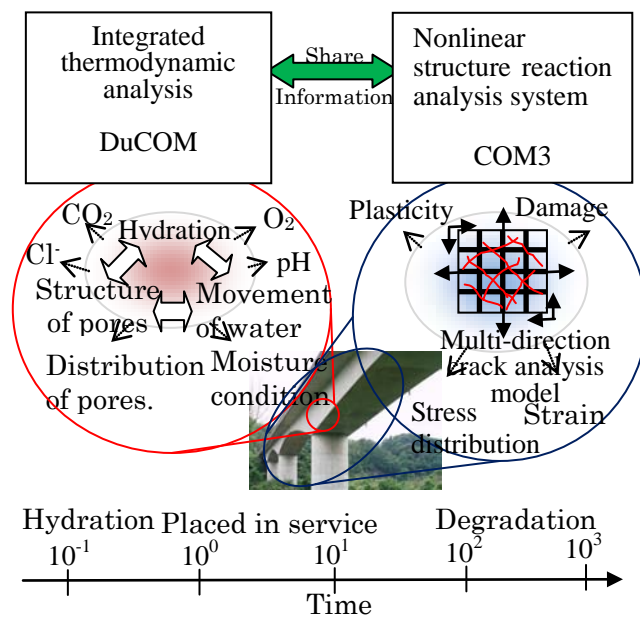 Integrated
thermodynamic
analysis
DuCOM
Share
Information
Nonlinear
structure reaction
analysis system
COM3
CO2
Hydration
O2
Cl-
pH
Structure
of pores
Movement
of water
Distribution
of pores.
Moisture
condition
Plasticity
Damage
Multi-direction
crack analysis
model
Stress
distribution
Strain
Hydration
Placed in service
Degradation
10-1
100
101
102
103
Time